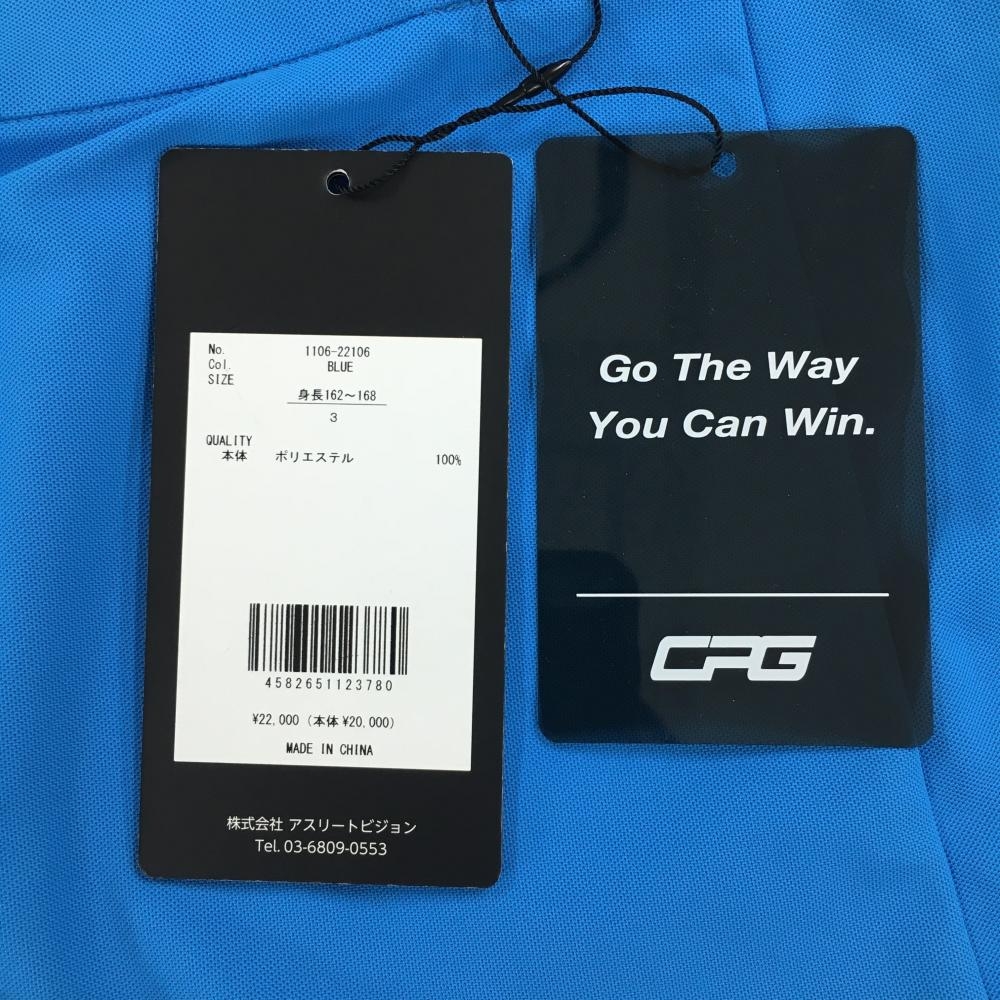 No. 1106-22106
Col. BLUE
SIZE
身長162～168
3
QUALITY
本体 ポリエステル 100%
4582651123780
¥22,000 (本体 ¥20,000)
MADE IN CHINA
株式会社 アスリートビジョン
Tel. 03-6809-0553
Go The Way
You Can Win.
CPG